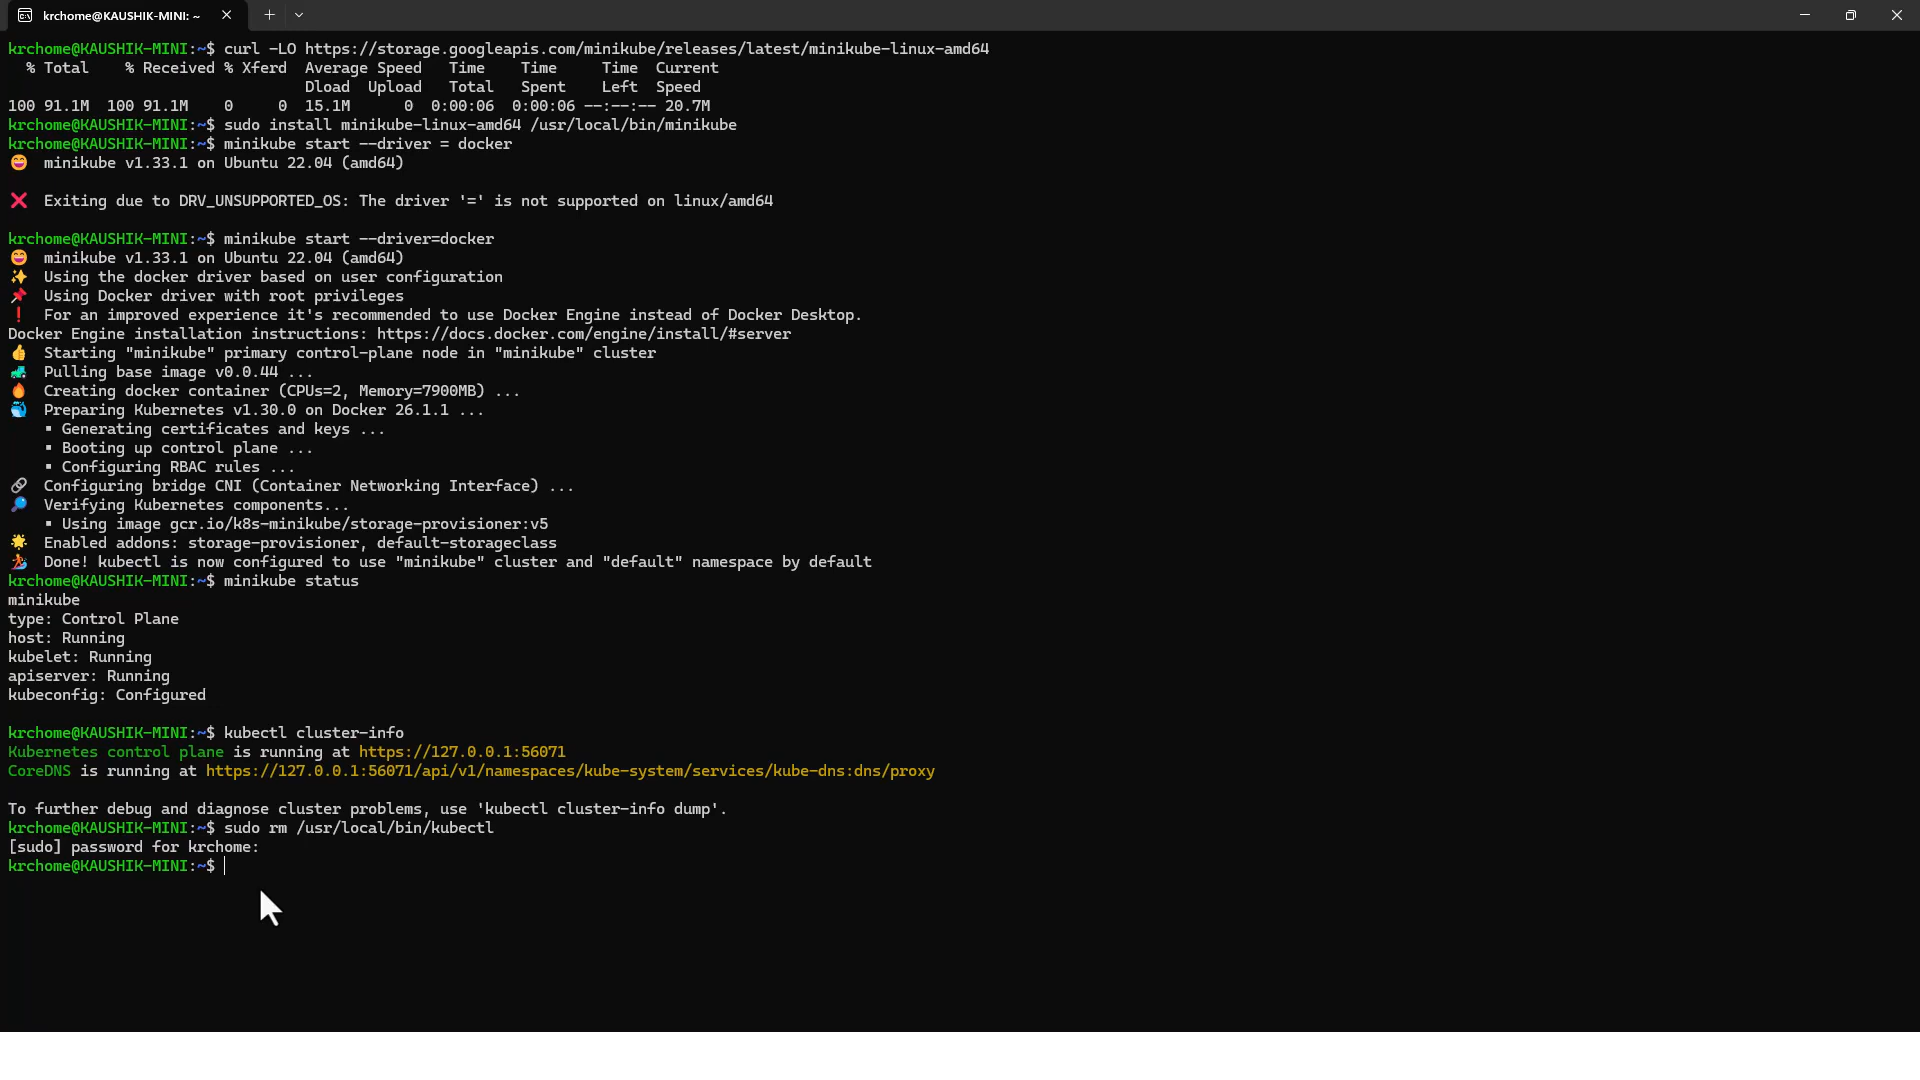 krchome@KAUSHIK-MINI: ~
krchome@KAUSHIK-MINI:~$ curl -LO https://storage.googleapis.com/minikube/releases/latest/minikube-linux-amd64
% Total    % Received % Xferd  Average Speed   Time    Time     Time  Current
Dload  Upload   Total   Spent    Left  Speed
100 91.1M  100 91.1M    0     0  15.1M      0  0:00:06  0:00:06 --:--:-- 20.7M
krchome@KAUSHIK-MINI:~$ sudo install minikube-linux-amd64 /usr/local/bin/minikube
krchome@KAUSHIK-MINI:~$ minikube start --driver = docker
minikube v1.33.1 on Ubuntu 22.04 (amd64)
Exiting due to DRV_UNSUPPORTED_OS: The driver '=' is not supported on linux/amd64
krchome@KAUSHIK-MINI:~$ minikube start --driver=docker
minikube v1.33.1 on Ubuntu 22.04 (amd64)
Using the docker driver based on user configuration
Using Docker driver with root privileges
For an improved experience it's recommended to use Docker Engine instead of Docker Desktop.
Docker Engine installation instructions: https://docs.docker.com/engine/install/#server
Starting "minikube" primary control-plane node in "minikube" cluster
Pulling base image v0.0.44 ...
Creating docker container (CPUs=2, Memory=7900MB) ...
Preparing Kubernetes v1.30.0 on Docker 26.1.1 ...
▪ Generating certificates and keys ...
▪ Booting up control plane ...
▪ Configuring RBAC rules ...
Configuring bridge CNI (Container Networking Interface) ...
Verifying Kubernetes components...
▪ Using image gcr.io/k8s-minikube/storage-provisioner:v5
Enabled addons: storage-provisioner, default-storageclass
Done! kubectl is now configured to use "minikube" cluster and "default" namespace by default
krchome@KAUSHIK-MINI:~$ minikube status
minikube
type: Control Plane
host: Running
kubelet: Running
apiserver: Running
kubeconfig: Configured
krchome@KAUSHIK-MINI:~$ kubectl cluster-info
Kubernetes control plane is running at https://127.0.0.1:56071
CoreDNS is running at https://127.0.0.1:56071/api/v1/namespaces/kube-system/services/kube-dns:dns/proxy
To further debug and diagnose cluster problems, use 'kubectl cluster-info dump'.
krchome@KAUSHIK-MINI:~$ sudo rm /usr/local/bin/kubectl
[sudo] password for krchome:
krchome@KAUSHIK-MINI:~$